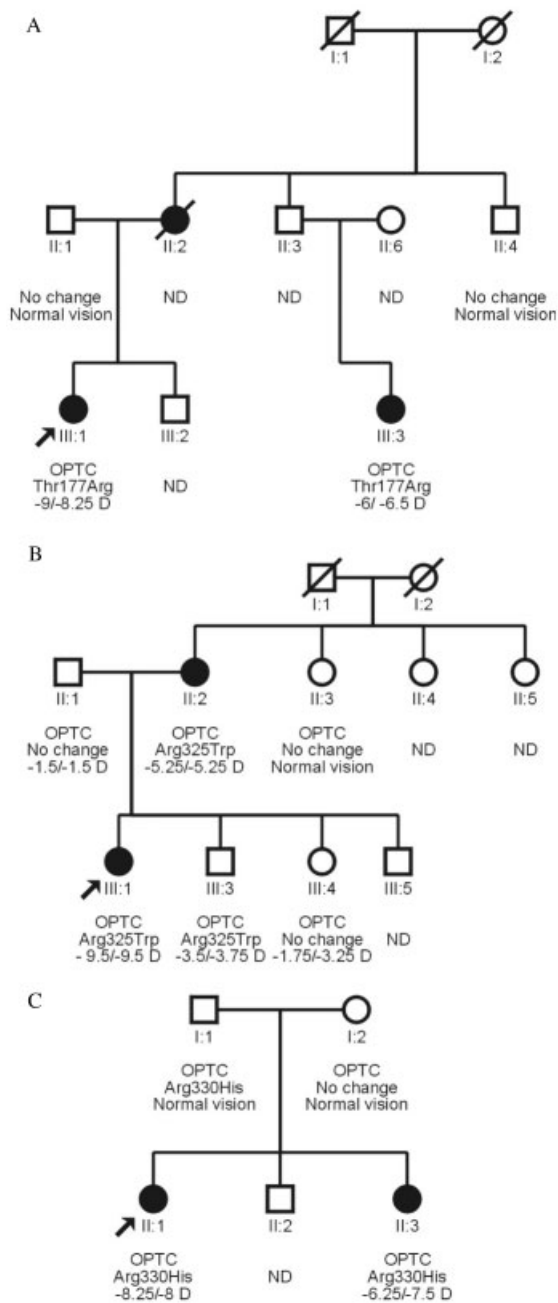 A
I:1 I:2
II:1 II:2 II:3 II:6 II:4
No change ND ND ND No change
Normal vision Normal vision
III:1 III:2 III:3
OPTC ND OPTC
Thr177Arg Thr177Arg
-9/-8.25 D -6/ -6.5 D
B
I:1 I:2
II:1 II:2 II:3 II:4 II:5
OPTC OPTC OPTC ND ND
No change Arg325Trp No change
-1.5/-1.5 D -5.25/-5.25 D Normal vision
III:1 III:3 III:4 III:5
OPTC OPTC OPTC ND
Arg325Trp Arg325Trp No change
- 9.5/-9.5 D -3.5/-3.75 D -1.75/-3.25 D
C
I:1 I:2
OPTC OPTC
Arg330His No change
Normal vision Normal vision
II:1 II:2 II:3
OPTC ND OPTC
Arg330His Arg330His
-8.25/-8 D -6.25/-7.5 D